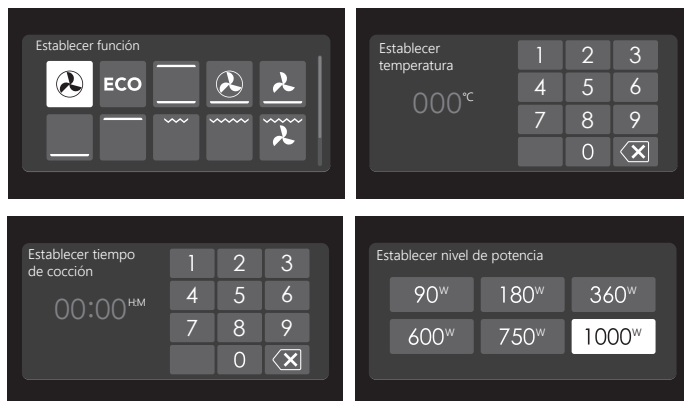 Establecer función
ECO
Establecer
temperatura
000°C
1 2 3
4 5 6
7 8 9
0
Establecer tiempo
de cocción
00:00 H:M
1 2 3
4 5 6
7 8 9
0
Establecer nivel de potencia
90W 180W 360W
600W 750W 1000W